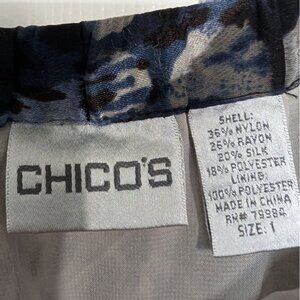 CHICO'S
SHELL:
36% NYLON
26% RAYON
20% SILK
18% POLYESTER
LINING:
100% POLYESTER
MADE IN CHINA
RN# 79984
SIZE: 1